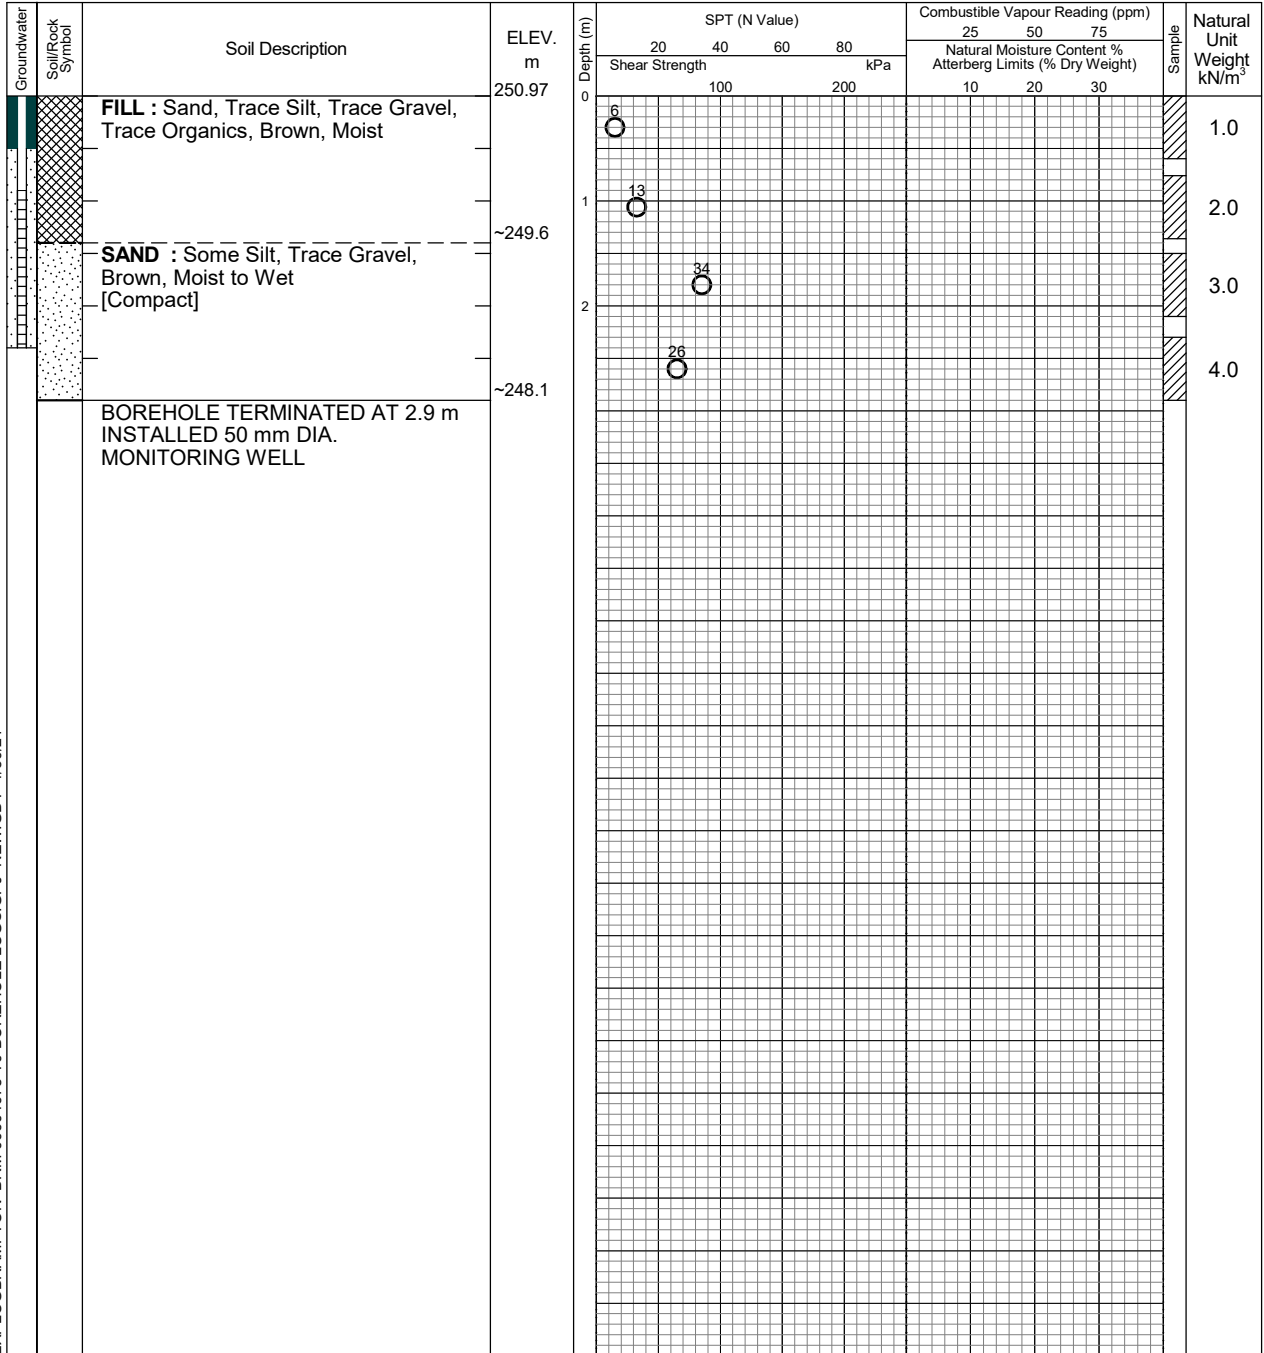 Groundwater
Soil/Rock
Symbol
Soil Description
ELEV.
m
Depth (m)
SPT (N Value)
20 40 60 80
Shear Strength kPa
100 200
Combustible Vapour Reading (ppm)
25 50 75
Natural Moisture Content %
Atterberg Limits (% Dry Weight)
10 20 30
Sample
Natural
Unit
Weight
kN/m³
250.97
0
FILL : Sand, Trace Silt, Trace Gravel,
Trace Organics, Brown, Moist
6
1.0
13
1
2.0
~249.6
SAND : Some Silt, Trace Gravel,
Brown, Moist to Wet
[Compact]
34
3.0
2
26
4.0
~248.1
BOREHOLE TERMINATED AT 2.9 m
INSTALLED 50 mm DIA.
MONITORING WELL